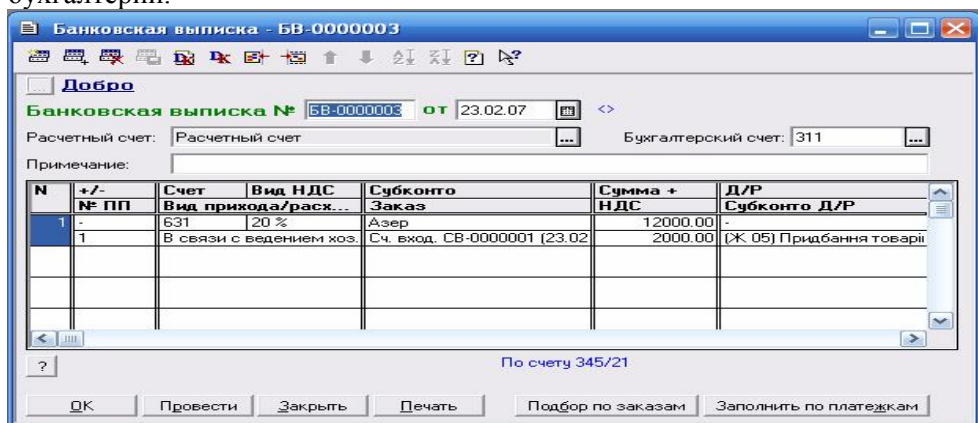 бухгалтерии.
Банковская выписка - БВ-0000003
... Добро
Банковская выписка № БВ-0000003 от 23.02.07 <>
Расчетный счет: Расчетный счет ... Бухгалтерский счет: 311 ...
Примечание:
N +/- Счет Вид НДС Субконто Сумма + Д/Р
№ ПП Вид прихода/расх... Заказ НДС Субконто Д/Р
1 - 631 20 % Азер 12000.00 -
1 В связи с ведением хоз. Сч. вход. СВ-0000001 (23.02 2000.00 (Ж 05) Придбання товарі
? По счету 345/21
OK Провести Закрыть Печать Подбор по заказам Заполнить по платежкам